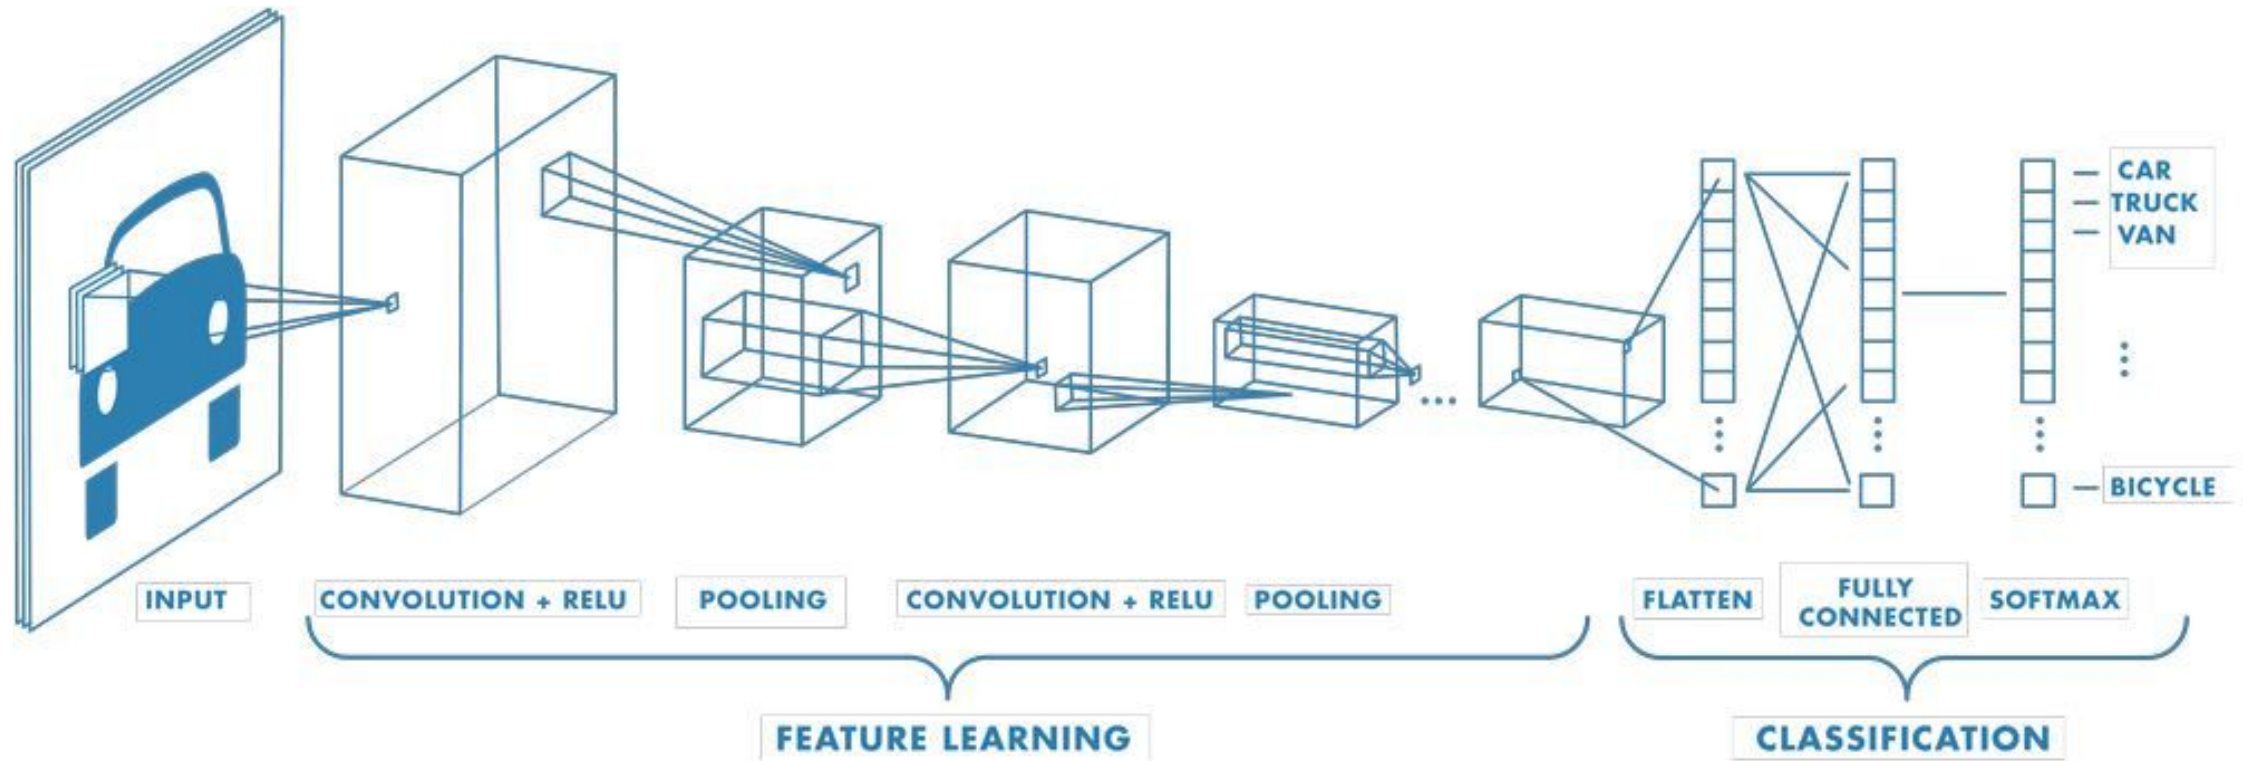 CAR
TRUCK
VAN
BICYCLE
INPUT
CONVOLUTION + RELU
POOLING
CONVOLUTION + RELU
POOLING
FLATTEN
FULLY
CONNECTED
SOFTMAX
FEATURE LEARNING
CLASSIFICATION